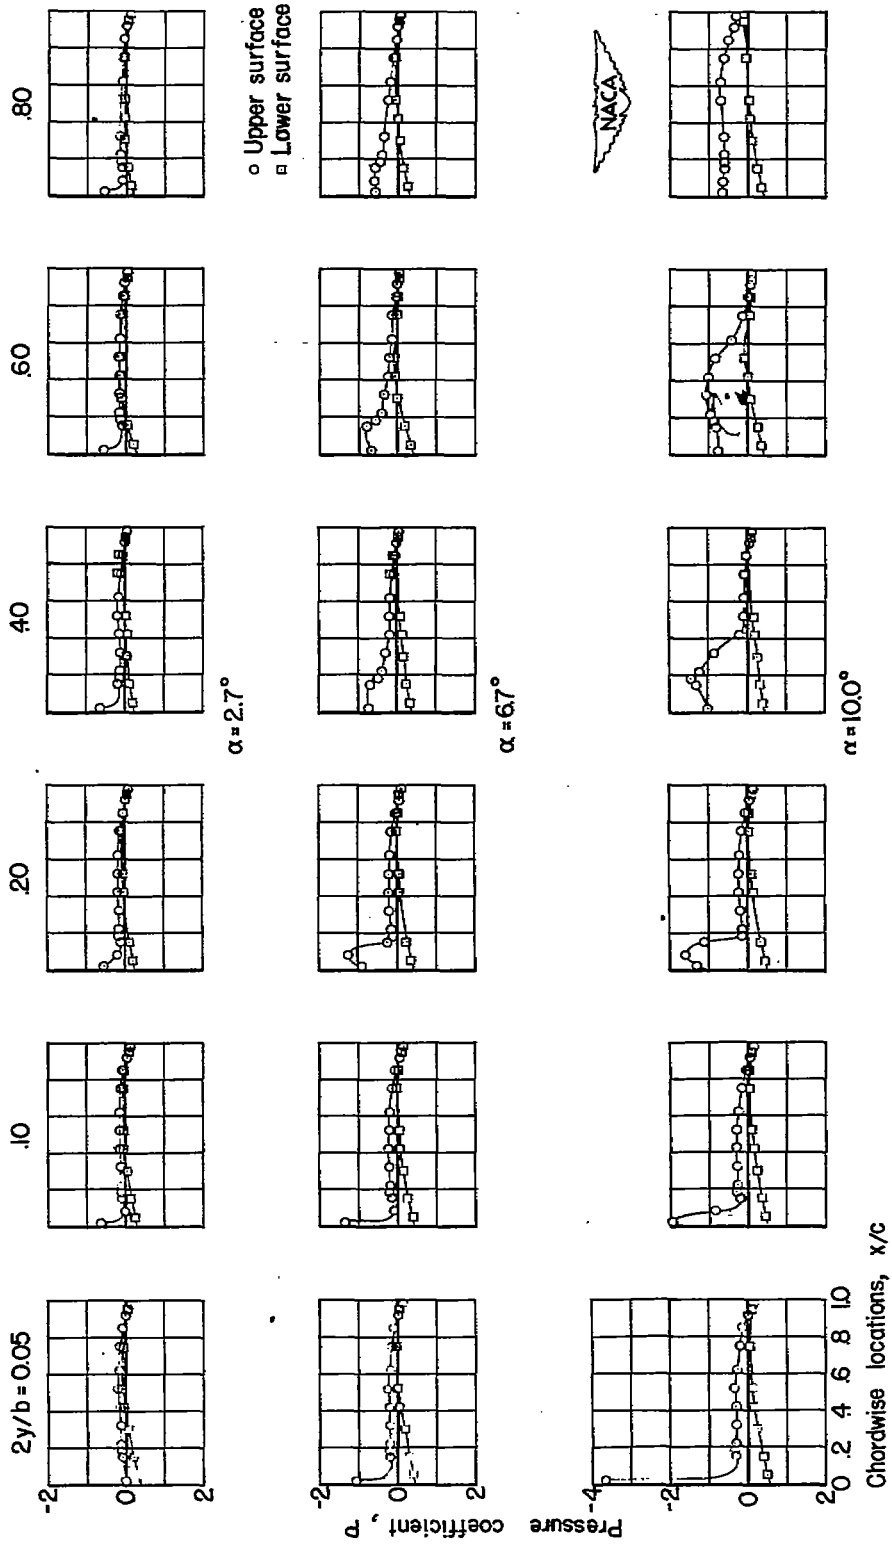 2y/b = 0.05
.10
.20
.40
.60
.80
-2
0
2
α = 2.7°
○ Upper surface
□ Lower surface
-2
0
2
α = 6.7°
Pressure
coefficient, P
NACA
-4
-2
0
2
0 .2 .4 .6 .8 1.0
α = 10.0°
Chordwise locations, x/c